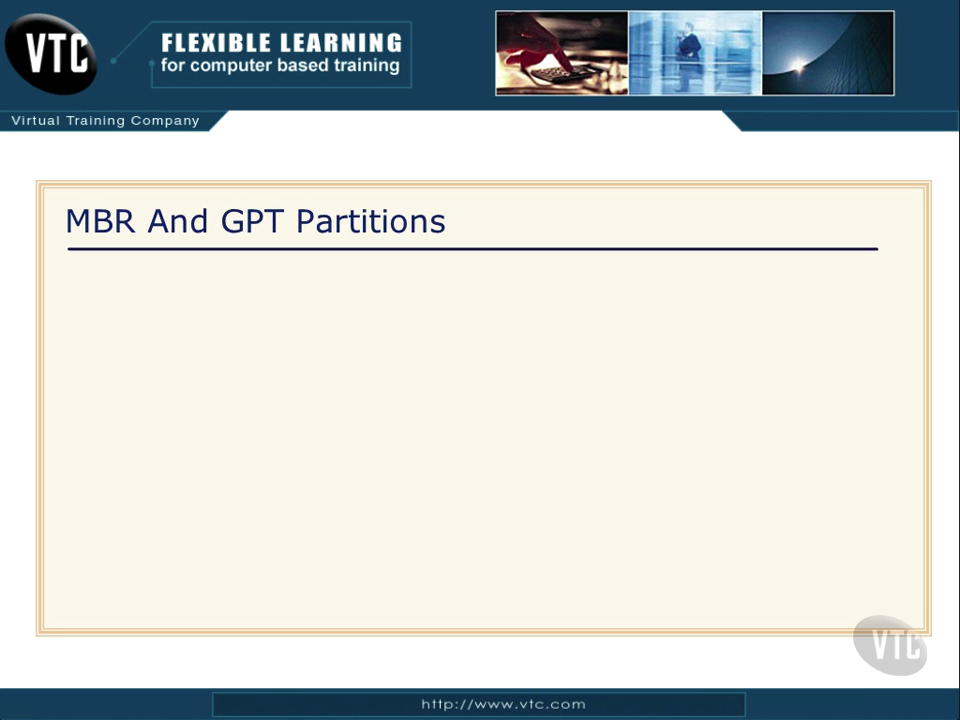 VTC
FLEXIBLE LEARNING
for computer based training
Virtual Training Company
MBR And GPT Partitions
VTC
http://www.vtc.com